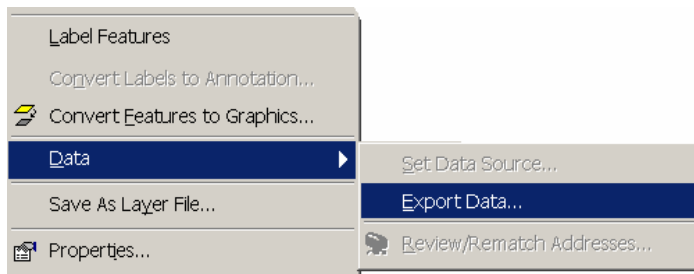 Label Features
Convert Labels to Annotation...
Convert Features to Graphics...
Data
Set Data Source...
Export Data...
Save As Layer File...
Review/Rematch Addresses...
Properties...